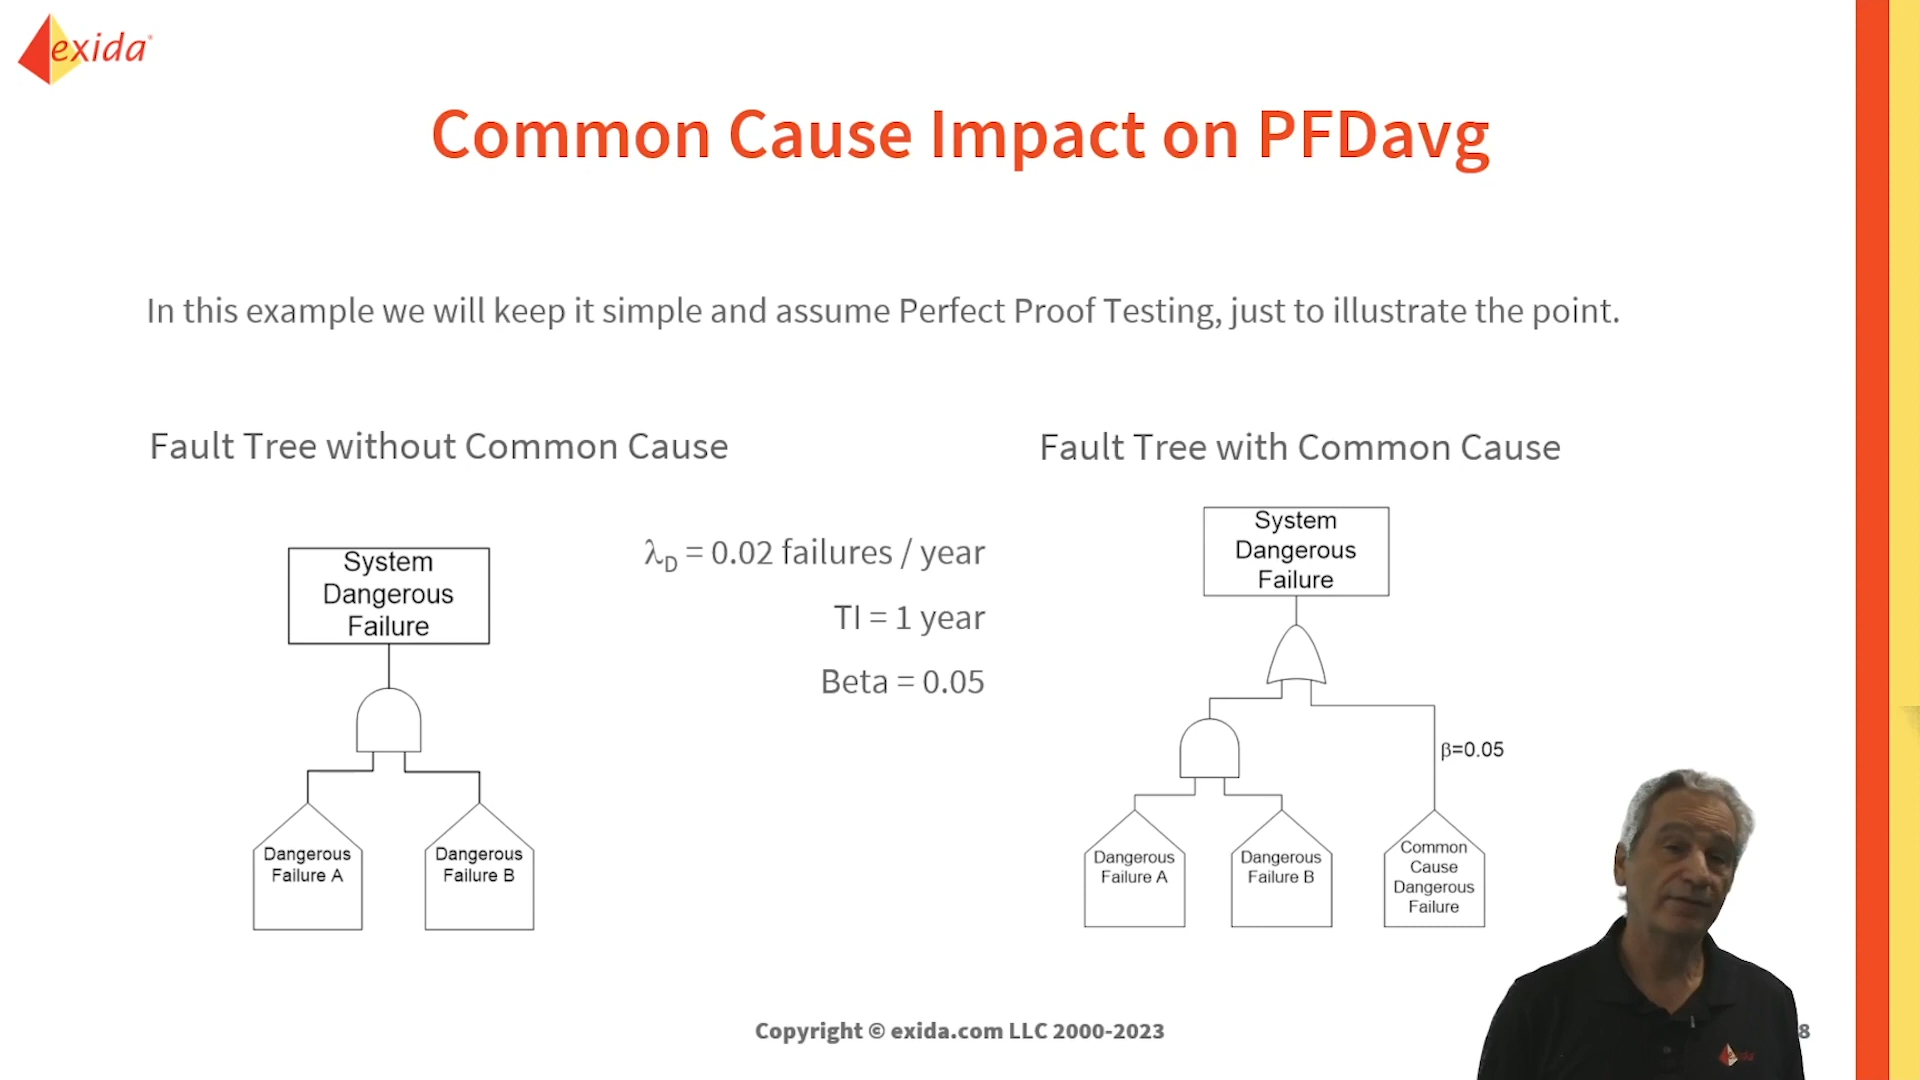 exida®
Common Cause Impact on PFDavg
In this example we will keep it simple and assume Perfect Proof Testing, just to illustrate the point.
Fault Tree without Common Cause
Fault Tree with Common Cause
System
Dangerous
Failure
λD = 0.02 failures / year
TI = 1 year
Beta = 0.05
System
Dangerous
Failure
β=0.05
Dangerous
Failure A
Dangerous
Failure B
Dangerous
Failure A
Dangerous
Failure B
Common
Cause
Dangerous
Failure
Copyright © exida.com LLC 2000-2023
8